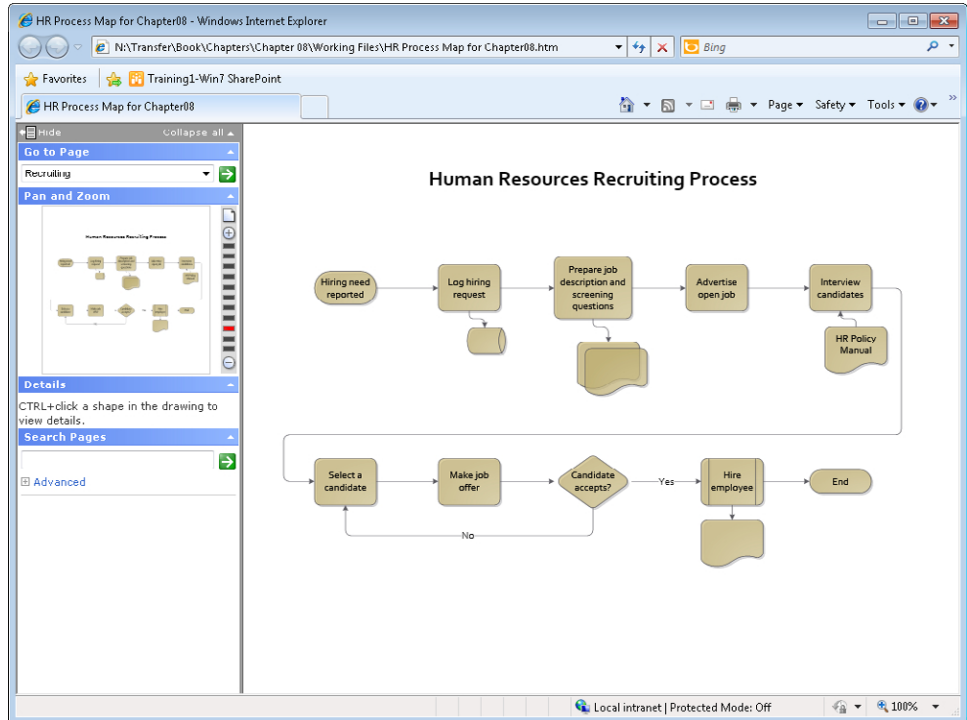 HR Process Map for Chapter08 - Windows Internet Explorer
N:\Transfer\Book\Chapters\Chapter 08\Working Files\HR Process Map for Chapter08.htm
Bing
Favorites
Training1-Win7 SharePoint
HR Process Map for Chapter08
Page
Safety
Tools
»
Hide
Collapse all
Go to Page
Recruiting
Pan and Zoom
Human Resources Recruiting Process
Details
CTRL+click a shape in the drawing to
view details.
Search Pages
Advanced
Human Resources Recruiting Process
Hiring need
reported
Log hiring
request
Prepare job
description and
screening
questions
Advertise
open job
Interview
candidates
HR Policy
Manual
Select a
candidate
Make job
offer
Candidate
accepts?
Yes
Hire
employee
End
No
Local intranet | Protected Mode: Off
100%